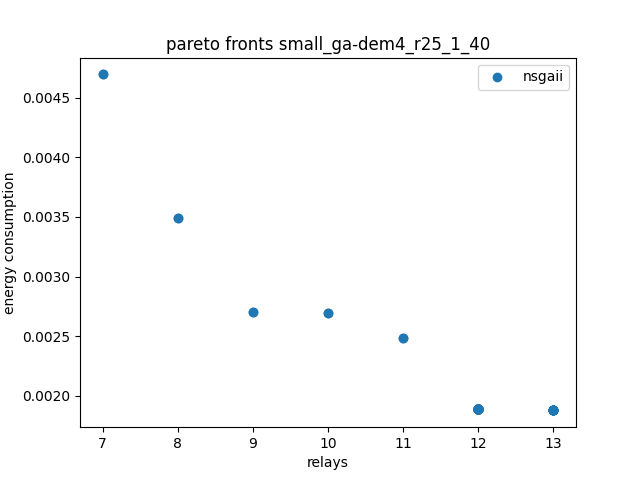 pareto fronts small_ga-dem4_r25_1_40
nsgaii
0.0045
0.0040
0.0035
0.0030
0.0025
0.0020
energy consumption
7 8 9 10 11 12 13
relays